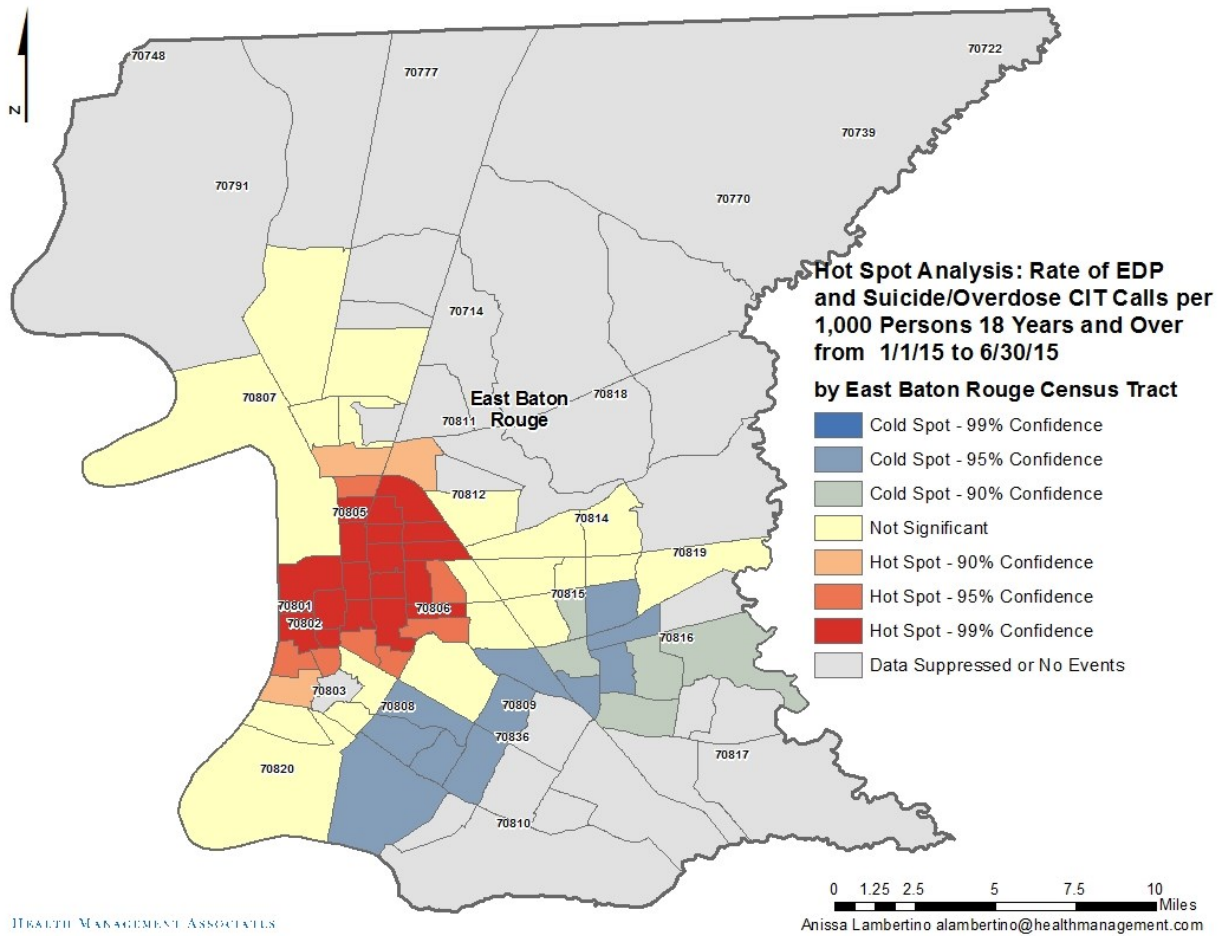 N
70748
70777
70722
70739
70791
70770
Hot Spot Analysis: Rate of EDP
and Suicide/Overdose CIT Calls per
1,000 Persons 18 Years and Over
from 1/1/15 to 6/30/15
by East Baton Rouge Census Tract
Cold Spot - 99% Confidence
Cold Spot - 95% Confidence
Cold Spot - 90% Confidence
Not Significant
Hot Spot - 90% Confidence
Hot Spot - 95% Confidence
Hot Spot - 99% Confidence
Data Suppressed or No Events
70714
70807
East Baton
Rouge
70818
70811
70812
70805
70814
70819
70815
70801
70806
70802
70816
70803
70808
70809
70836
70817
70820
70810
0 1.25 2.5 5 7.5 10
Miles
HEALTH MANAGEMENT ASSOCIATES
Anissa Lambertino alambertino@healthmanagement.com